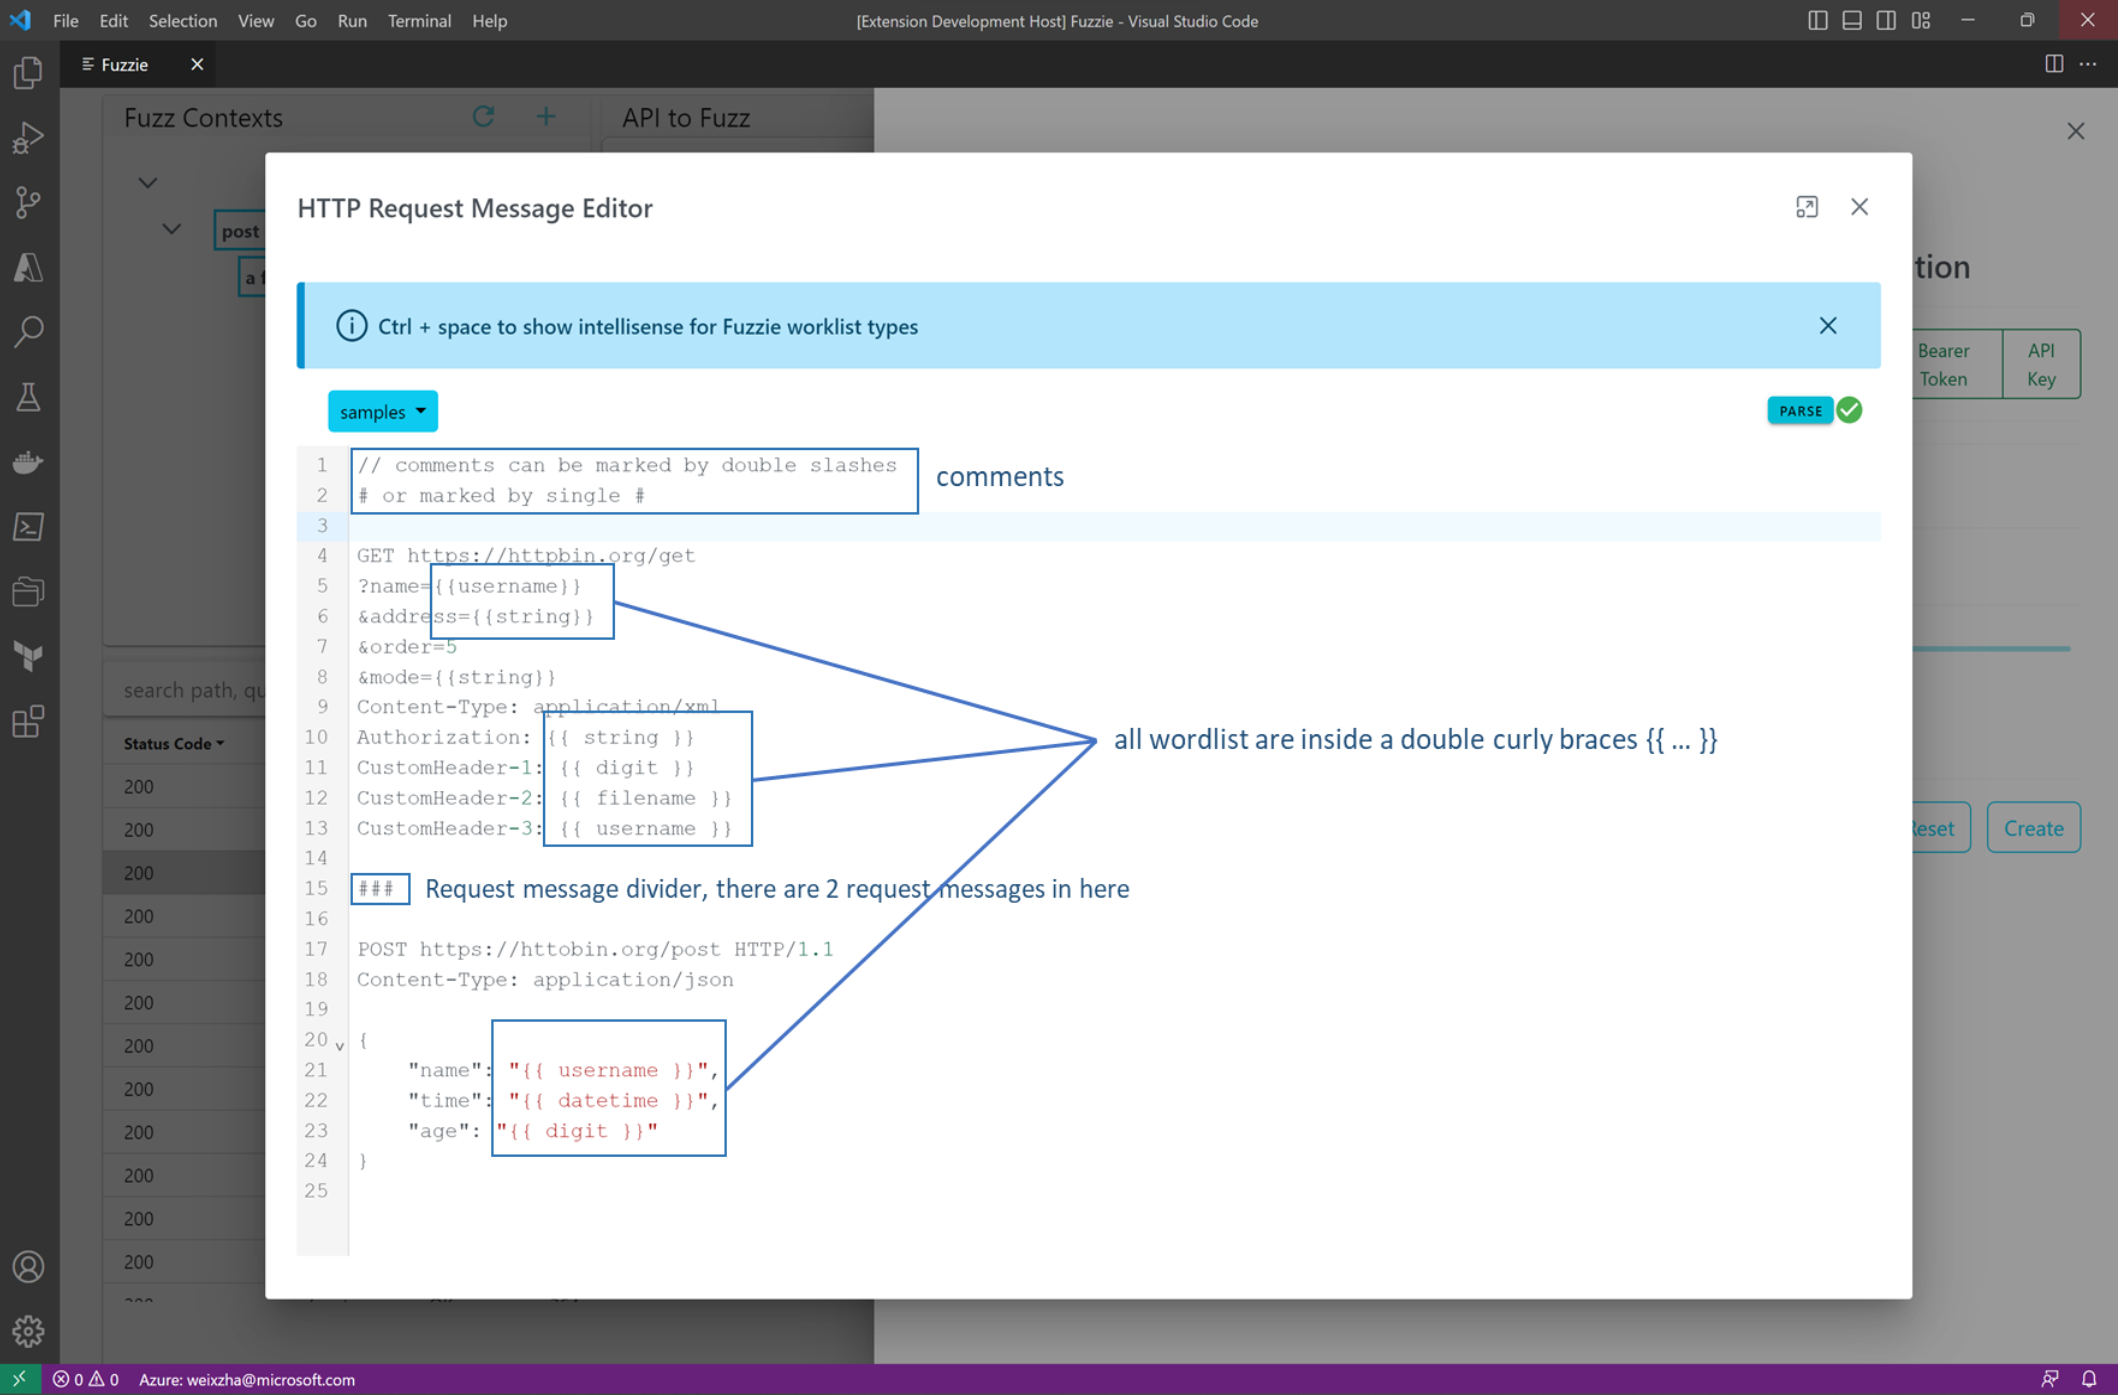 File Edit Selection View Go Run Terminal Help
[Extension Development Host] Fuzzie - Visual Studio Code
Fuzzie
Fuzz Contexts
API to Fuzz
post
a f
HTTP Request Message Editor
Ctrl + space to show intellisense for Fuzzie worklist types
samples
PARSE
1 // comments can be marked by double slashes
2 # or marked by single #
comments
3
4 GET https://httpbin.org/get
5 ?name={{username}}
6 &address={{string}}
7 &order=5
8 &mode={{string}}
9 Content-Type: application/xml
10 Authorization: {{ string }}
11 CustomHeader-1: {{ digit }}
12 CustomHeader-2: {{ filename }}
13 CustomHeader-3: {{ username }}
all wordlist are inside a double curly braces {{ ... }}
14
15 ###
Request message divider, there are 2 request messages in here
16
17 POST https://httobin.org/post HTTP/1.1
18 Content-Type: application/json
19
20 {
21 "name": "{{ username }}",
22 "time": "{{ datetime }}",
23 "age": "{{ digit }}"
24 }
25
search path, qu
Status Code
200
200
200
200
200
200
200
200
200
200
200
200
tion
Bearer Token
API Key
Reset
Create
0 0 Azure: weixzha@microsoft.com